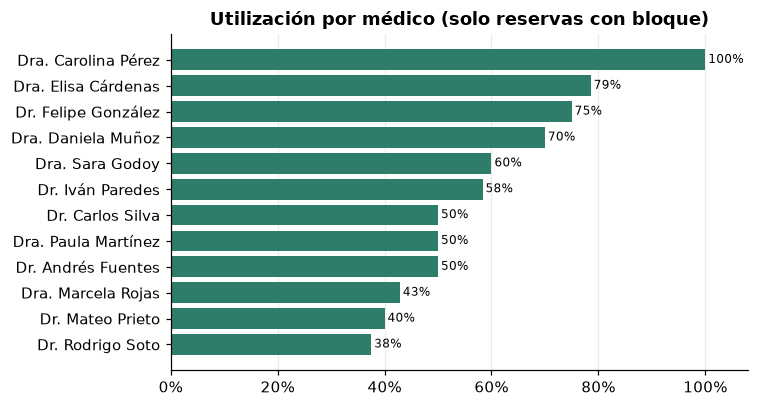 Utilización por médico (solo reservas con bloque)
Dra. Carolina Pérez 100%
Dra. Elisa Cárdenas 79%
Dr. Felipe González 75%
Dra. Daniela Muñoz 70%
Dra. Sara Godoy 60%
Dr. Iván Paredes 58%
Dr. Carlos Silva 50%
Dra. Paula Martínez 50%
Dr. Andrés Fuentes 50%
Dra. Marcela Rojas 43%
Dr. Mateo Prieto 40%
Dr. Rodrigo Soto 38%
0% 20% 40% 60% 80% 100%